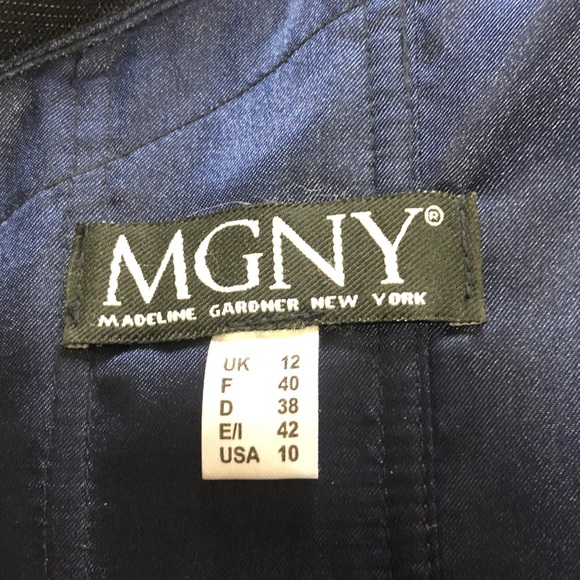 MGNY®
MADELINE GARDNER NEW YORK
UK 12
F 40
D 38
E/I 42
USA 10